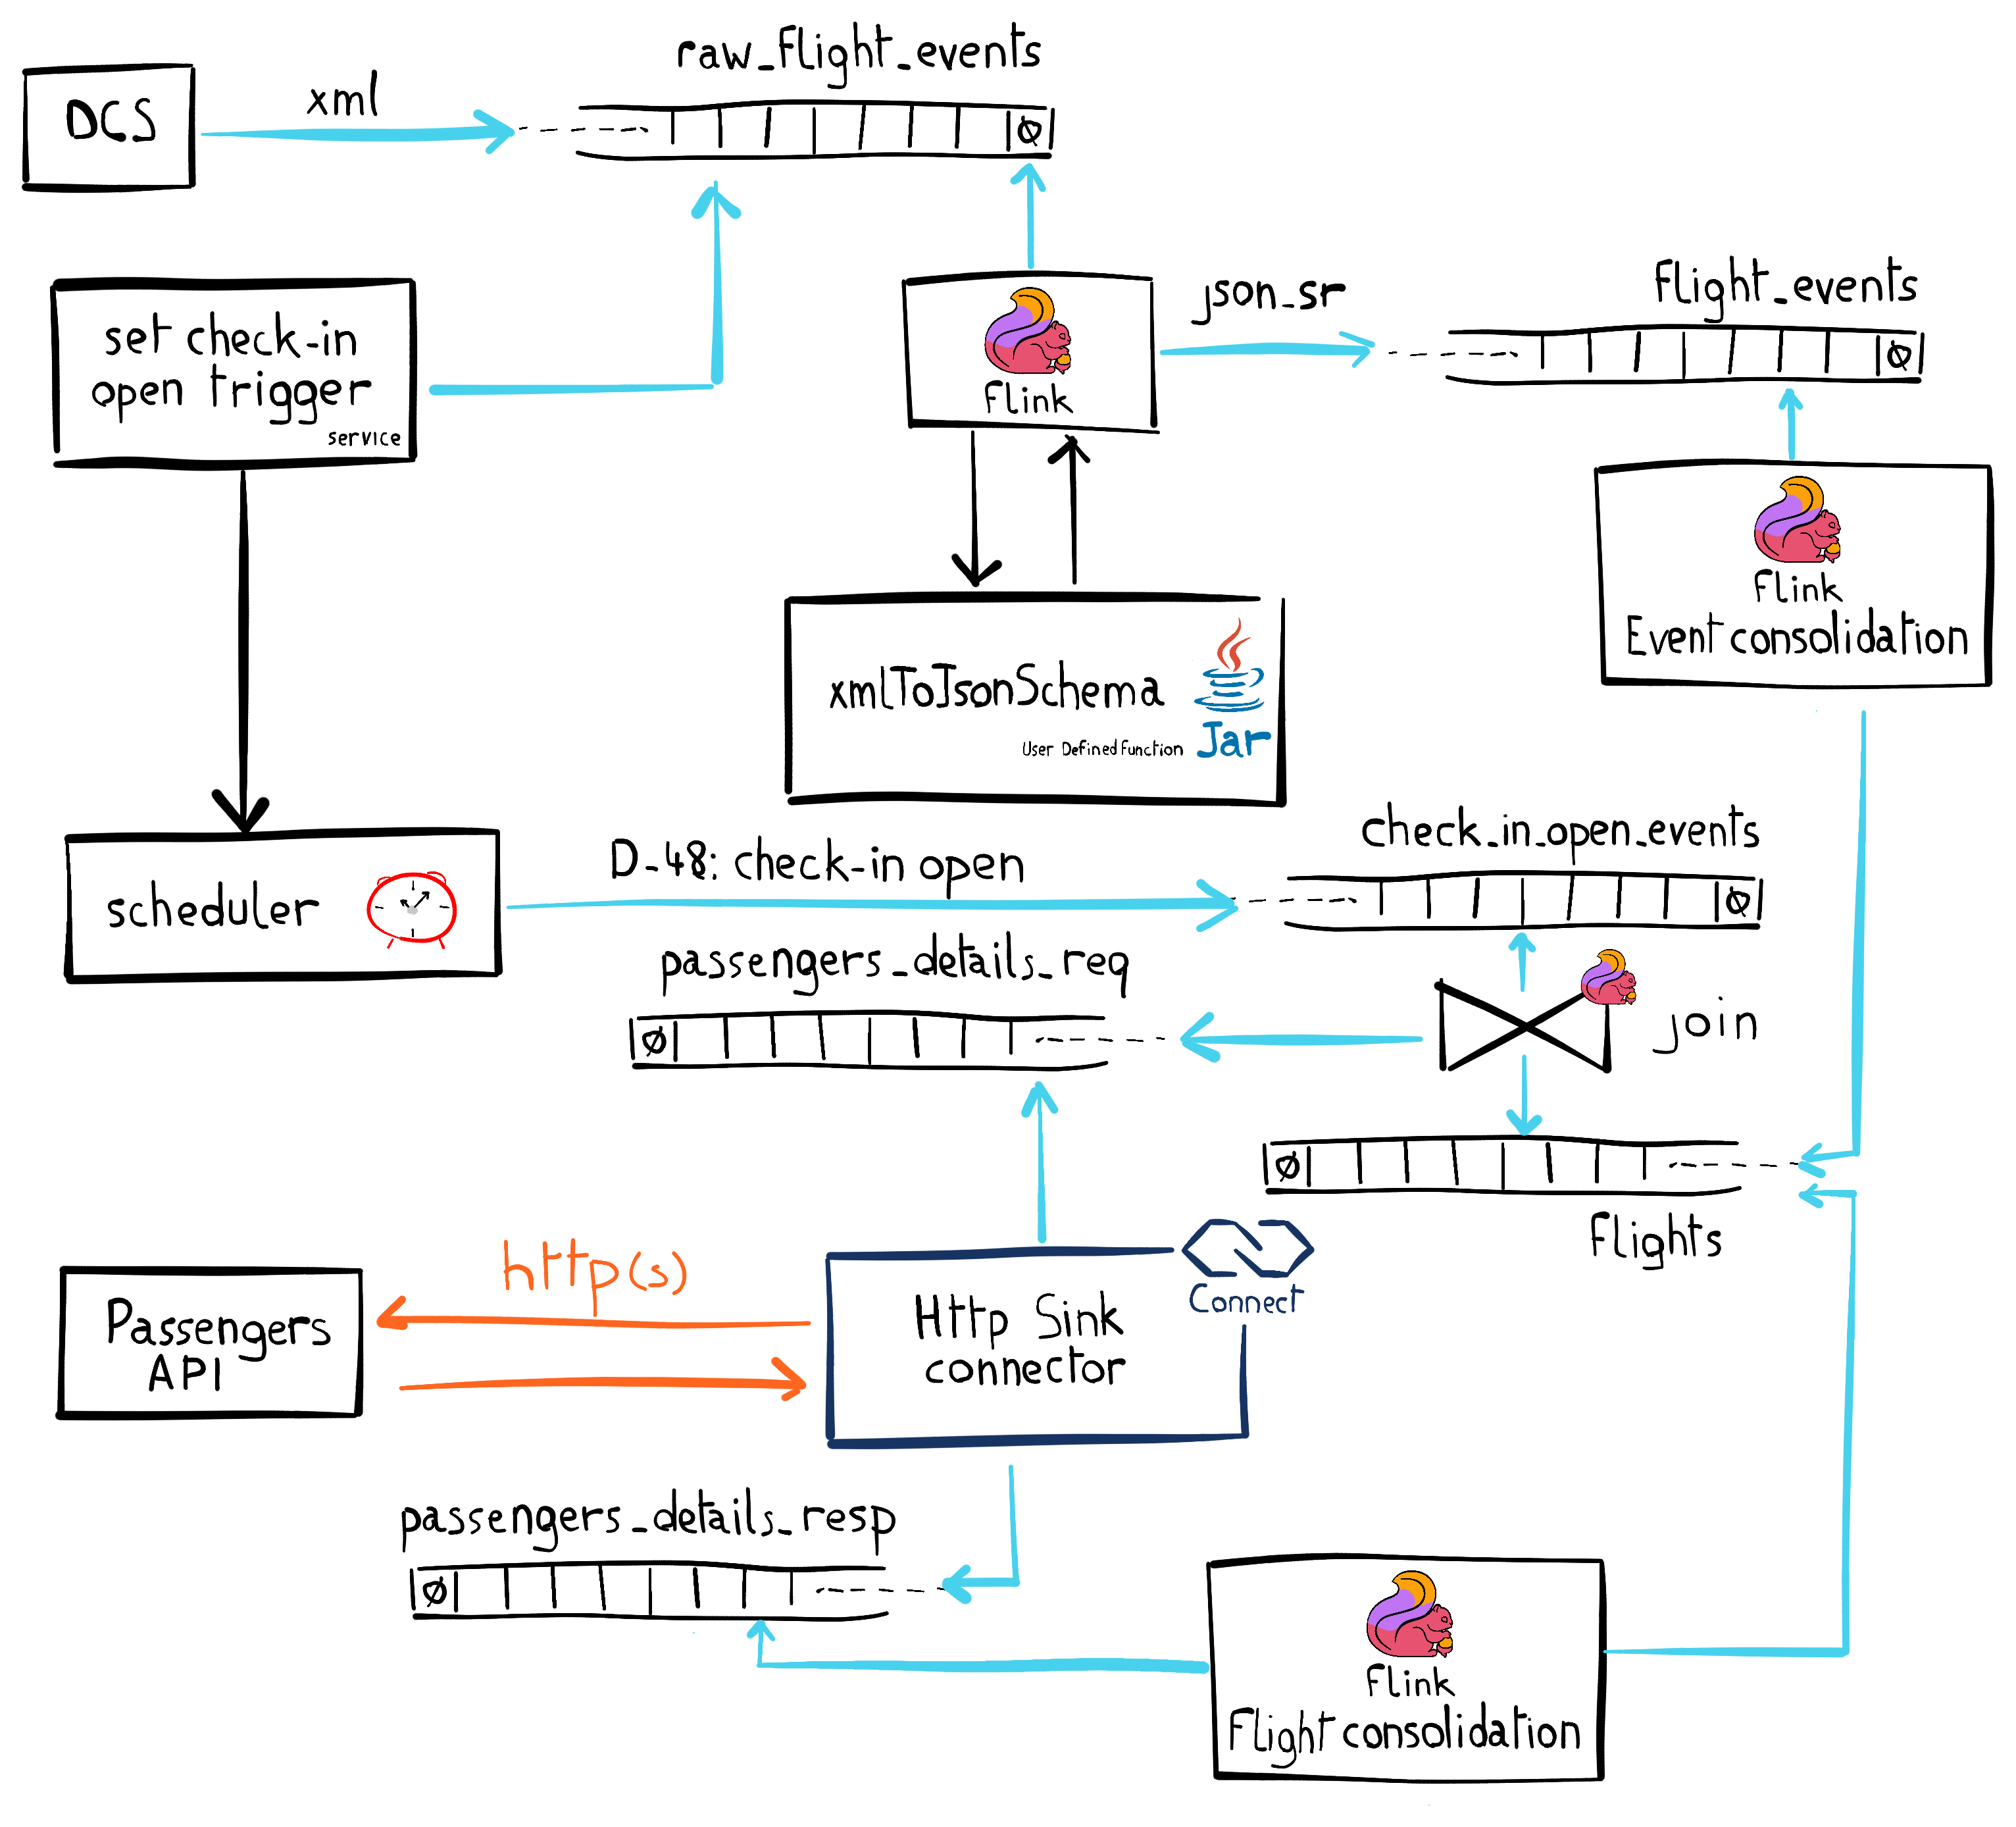 raw_flight_events
DCS
xml
Ø
set check-in
open trigger
service
Flink
json_sr
flight_events
Ø
Flink
Event consolidation
xmlToJsonSchema
User Defined Function
Jar
scheduler
D-48: check-in open
check_in_open_events
Ø
passengers_details_req
Ø
join
Ø
flights
Passengers
API
http(s)
Http Sink
connector
Connect
passengers_details_resp
Ø
Flink
Flight consolidation